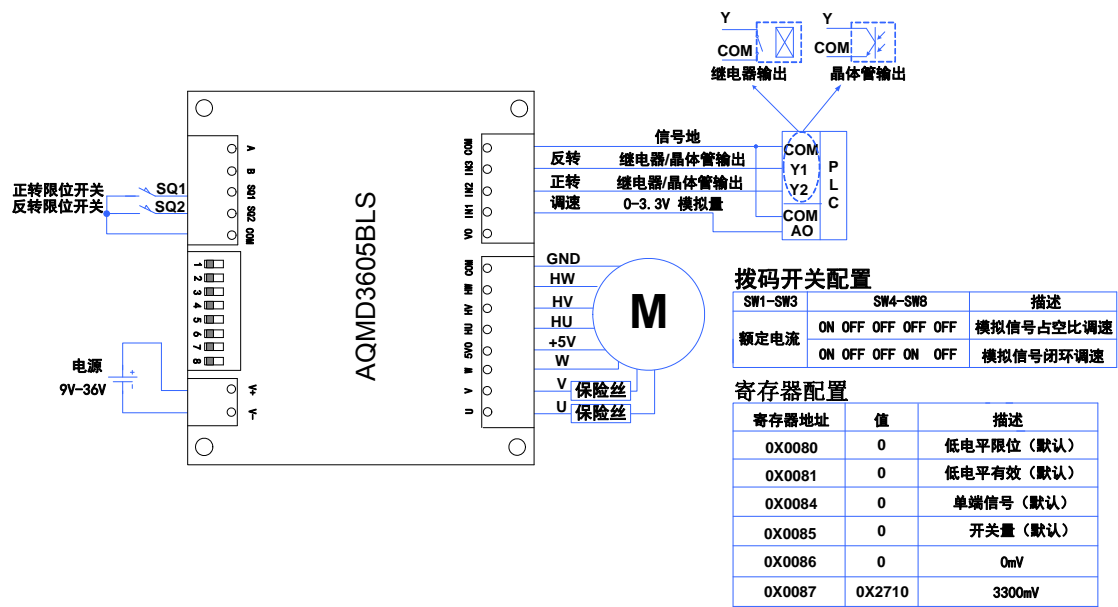 Y
COM
继电器输出
Y
COM
晶体管输出
AQMD3605BLS
正转限位开关
反转限位开关
SQ1
SQ2
A
B
SQ1
SQ2
COM
1
2
3
4
5
6
7
8
电源
9V-36V
V+
V-
COM
IN3
IN2
IN1
VO
信号地
反转 继电器/晶体管输出
正转 继电器/晶体管输出
调速 0-3.3V 模拟量
COM
Y1
Y2
COM
AO
PLC
COM
HW
HV
HU
5VO
W
V
U
GND
HW
HV
HU
+5V
W
V 保险丝
U 保险丝
M
拨码开关配置
SW1-SW3 SW4-SW8 描述
额定电流
ON OFF OFF OFF OFF 模拟信号占空比调速
ON OFF OFF ON OFF 模拟信号闭环调速
寄存器配置
寄存器地址 值 描述
0X0080 0 低电平限位（默认）
0X0081 0 低电平有效（默认）
0X0084 0 单端信号（默认）
0X0085 0 开关量（默认）
0X0086 0 0mV
0X0087 0X2710 3300mV